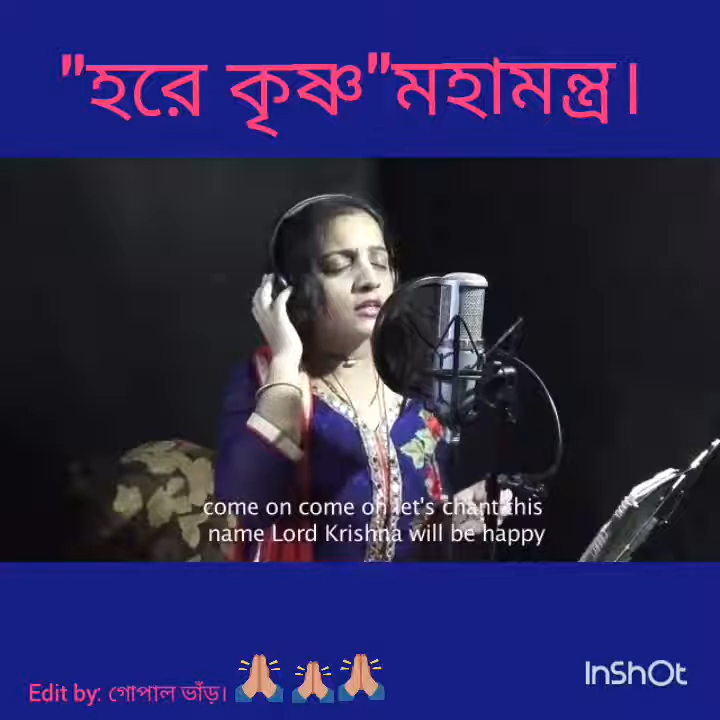 "হরে কৃষ্ণ"মহামন্ত্র।
come on come on let's chant this
name Lord Krishna will be happy
InShOt
Edit by: গোপাল ভাঁড়।